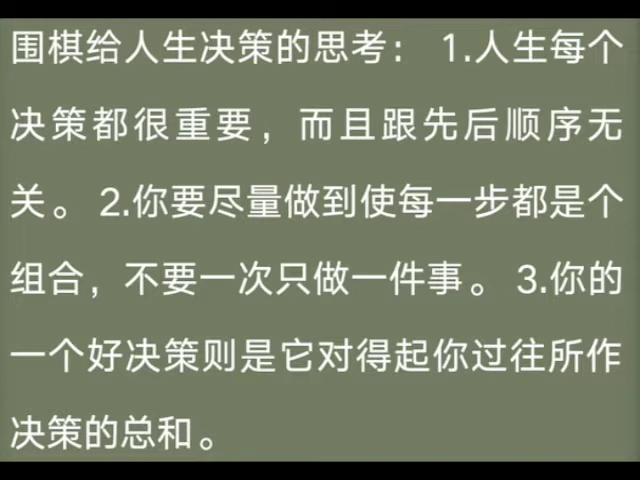 围棋给人生决策的思考： 1.人生每个
决策都很重要，而且跟先后顺序无
关。 2.你要尽量做到使每一步都是个
组合，不要一次只做一件事。 3.你的
一个好决策则是它对得起你过往所作
决策的总和。